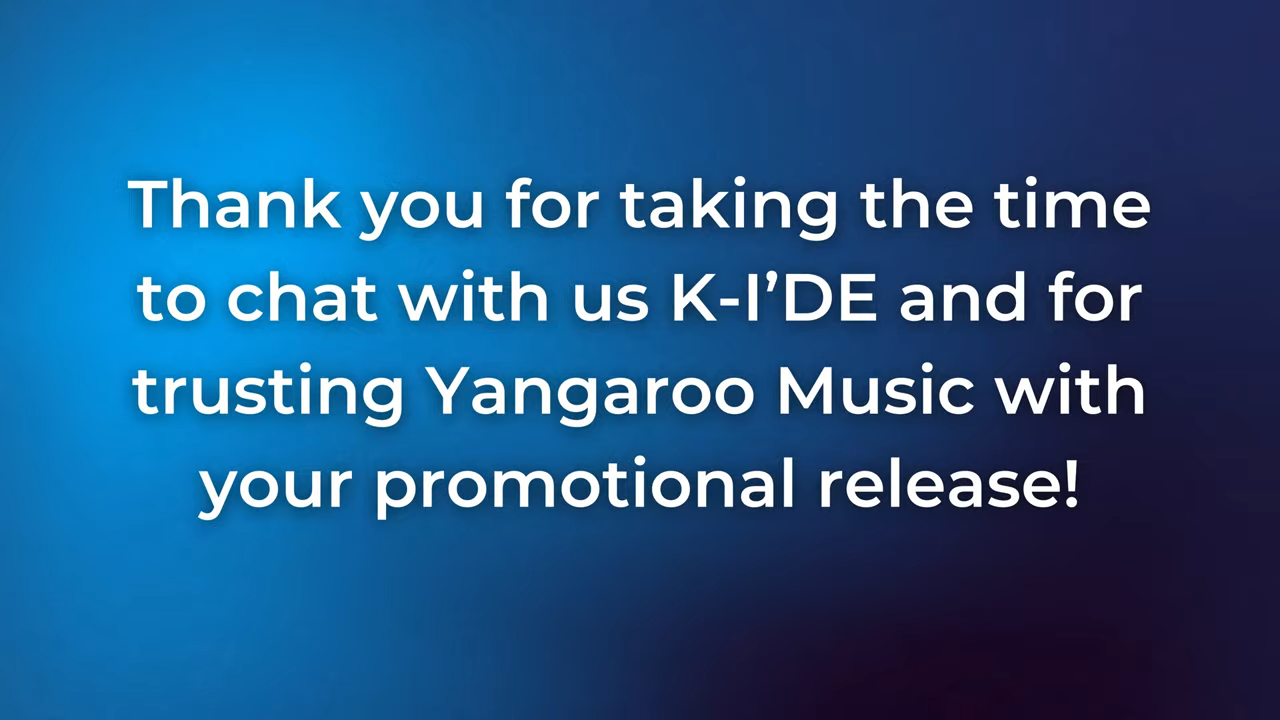 Thank you for taking the time
to chat with us K-I’DE and for
trusting Yangaroo Music with
your promotional release!